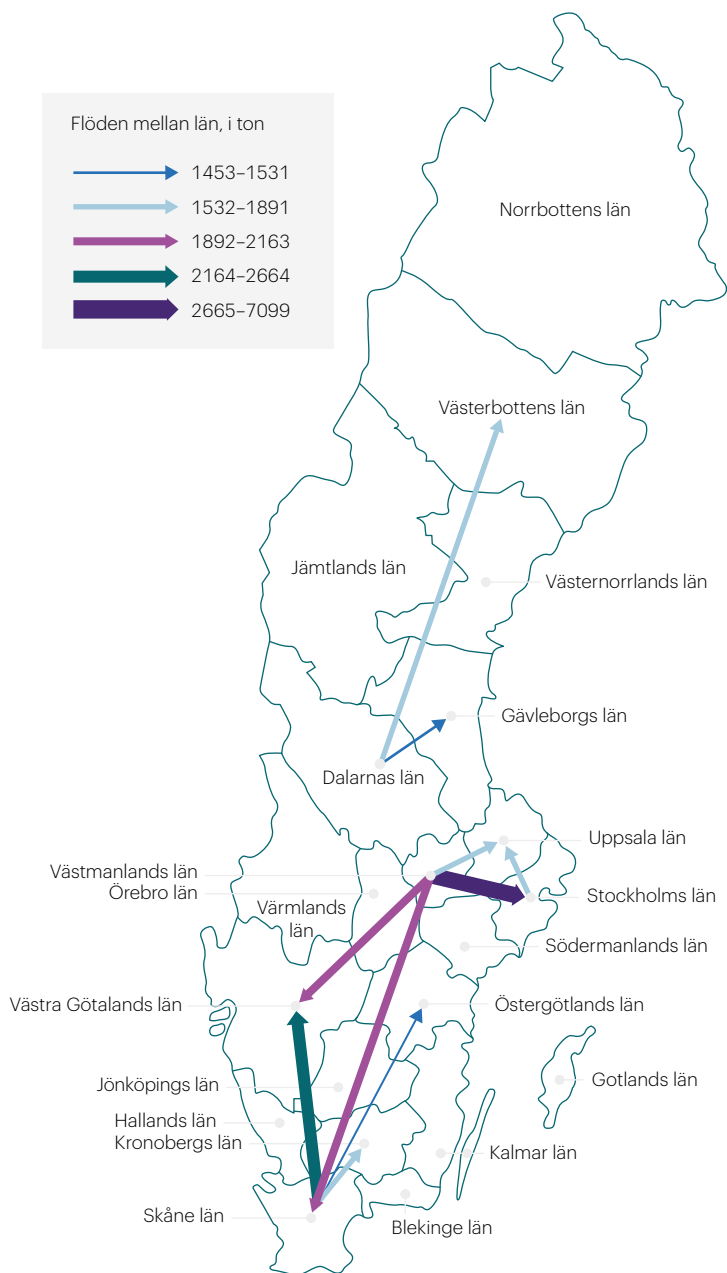 Flöden mellan län, i ton
1453–1531
1532–1891
1892–2163
2164–2664
2665–7099
Norrbottens län
Västerbottens län
Jämtlands län
Västernorrlands län
Gävleborgs län
Dalarnas län
Uppsala län
Västmanlands län
Örebro län
Värmlands
län
Stockholms län
Södermanlands län
Västra Götalands län
Östergötlands län
Jönköpings län
Gotlands län
Hallands län
Kronobergs län
Kalmar län
Skåne län
Blekinge län